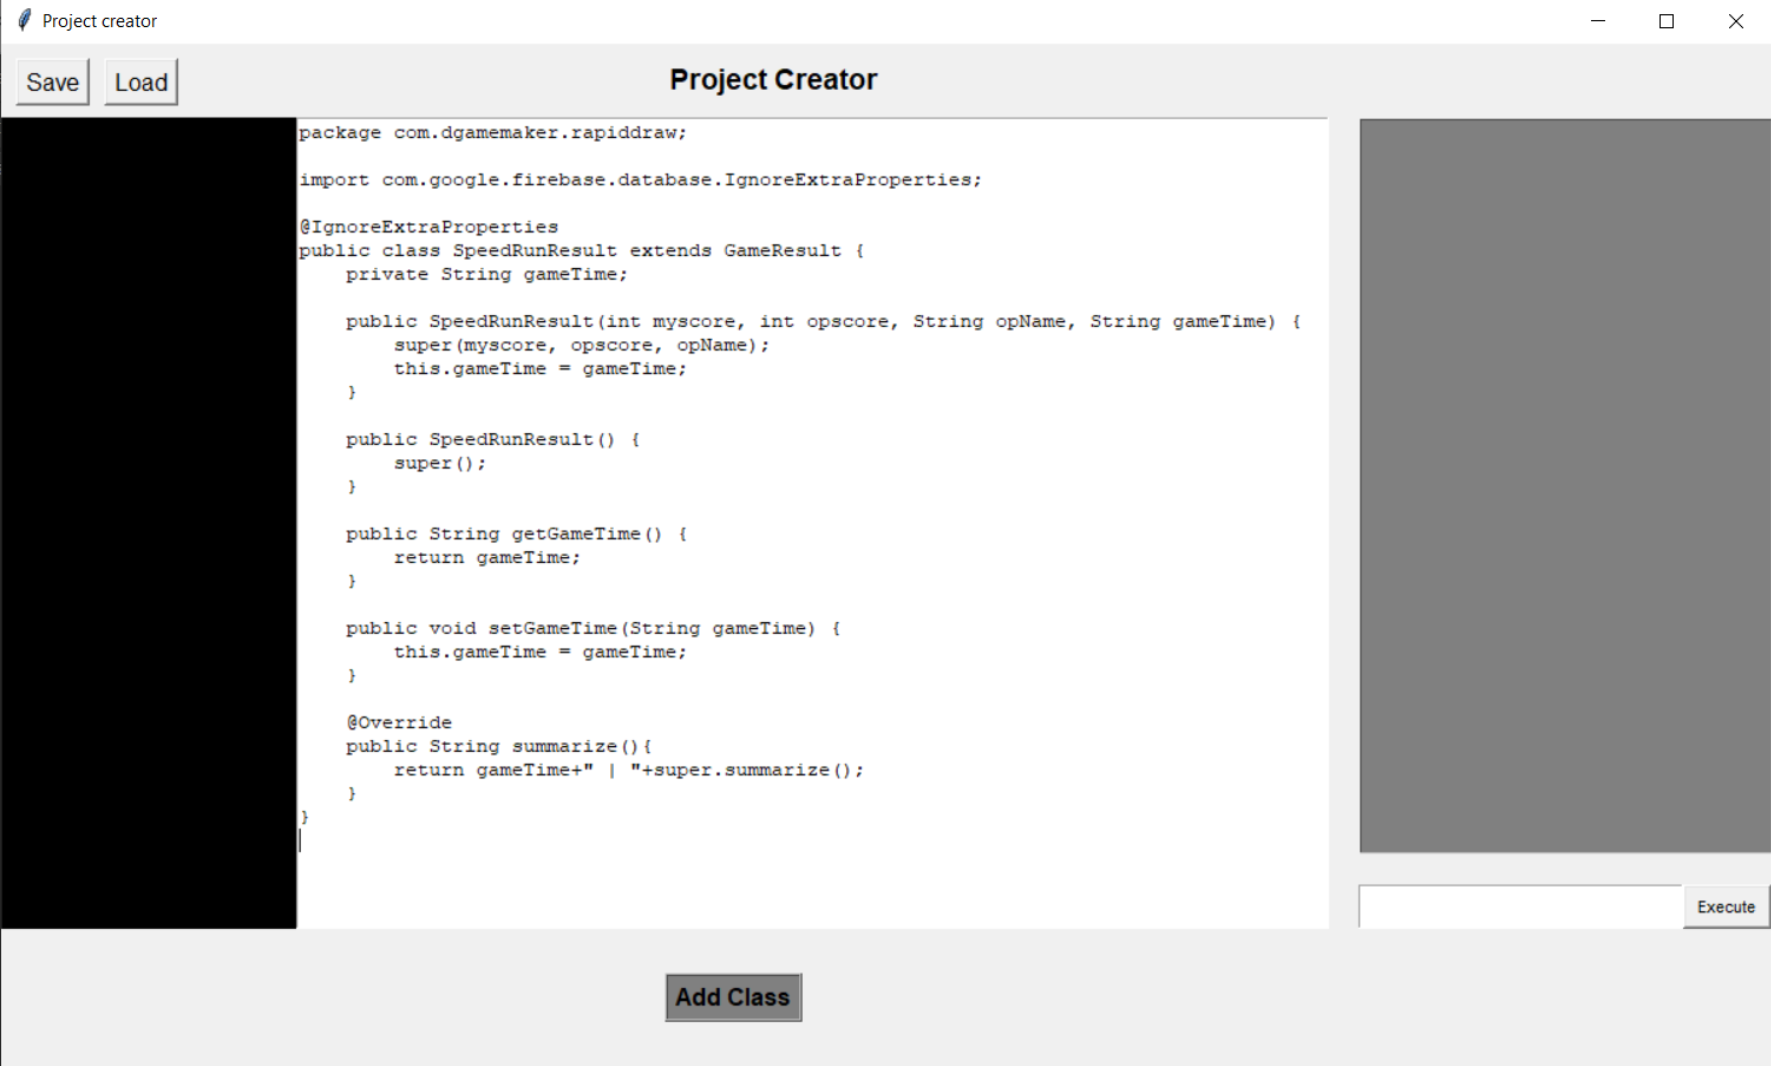 Project creator
Save Load
Project Creator
package com.dgamemaker.rapiddraw;

import com.google.firebase.database.IgnoreExtraProperties;

@IgnoreExtraProperties
public class SpeedRunResult extends GameResult {
    private String gameTime;

    public SpeedRunResult(int myscore, int opscore, String opName, String gameTime) {
        super(myscore, opscore, opName);
        this.gameTime = gameTime;
    }

    public SpeedRunResult() {
        super();
    }

    public String getGameTime() {
        return gameTime;
    }

    public void setGameTime(String gameTime) {
        this.gameTime = gameTime;
    }

    @Override
    public String summarize(){
        return gameTime+" | "+super.summarize();
    }
}
Execute
Add Class